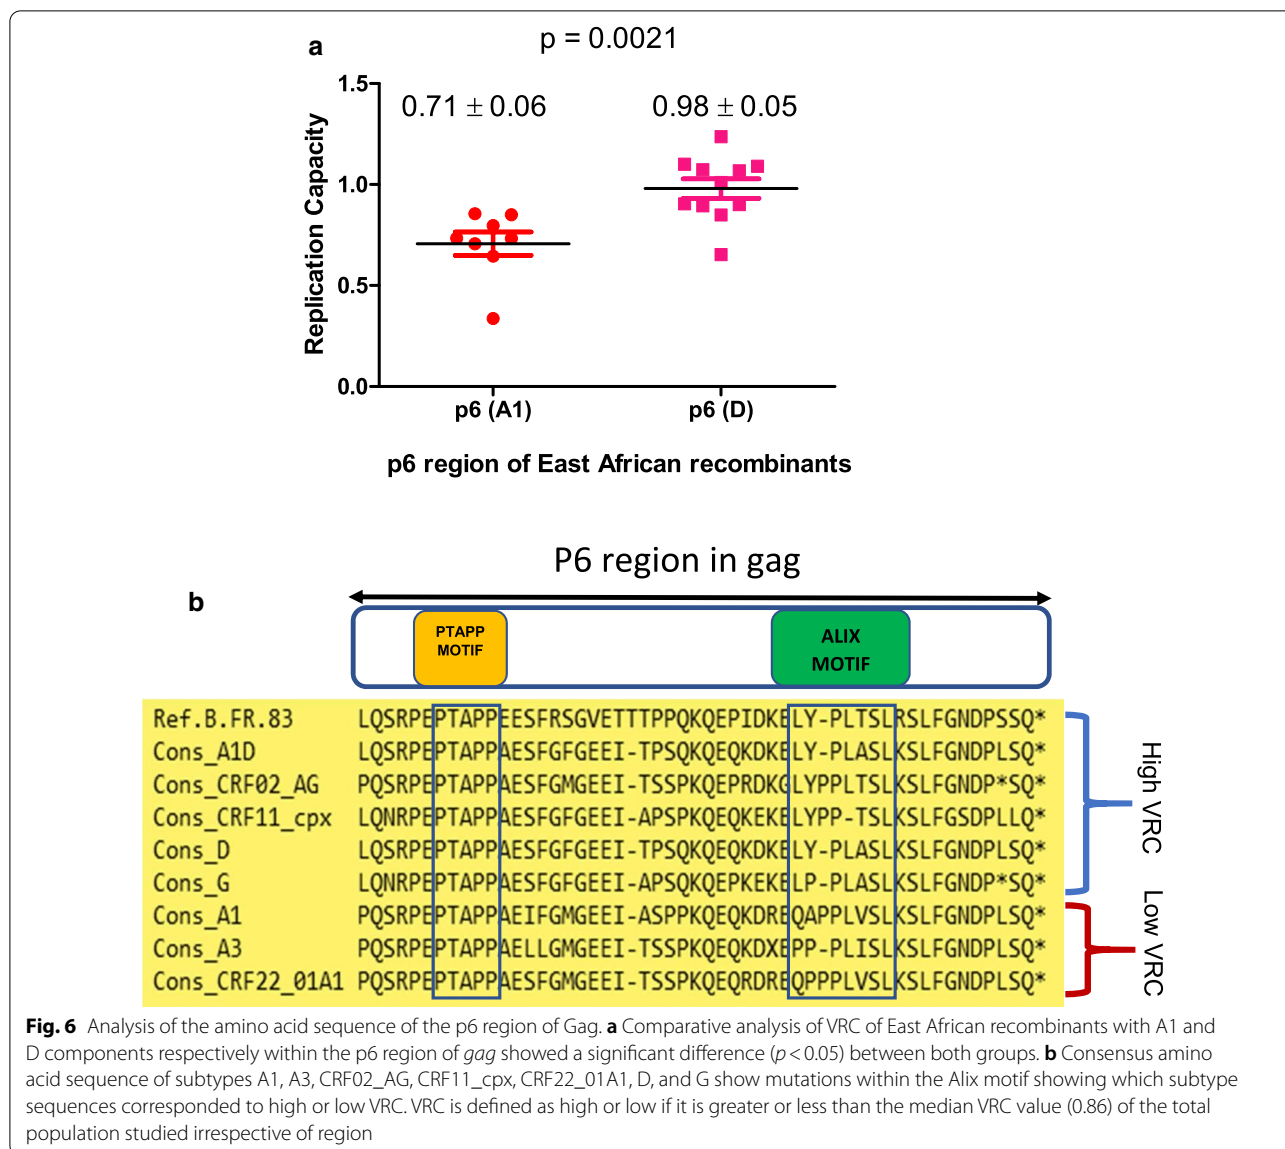 a
p = 0.0021
0.71 ± 0.06
0.98 ± 0.05
Replication Capacity
1.5
1.0
0.5
0.0
p6 (A1)
p6 (D)
p6 region of East African recombinants
b
P6 region in gag
PTAPP
MOTIF
ALIX
MOTIF
Ref.B.FR.83 LQSRPEPTAPPEESFRSGVETTTPPQKQEPIDKELY-PLTSLRSLFGNDPSSQ*
Cons_A1D LQSRPEPTAPPAESFGFGEEI-TPSQKQEQKDKELY-PLASLKSLFGNDPLSQ*
Cons_CRF02_AG PQSRPEPTAPPAESFGMGEEI-TSSPKQEPRDKGLYPPLTSLKSLFGNDP*SQ*
Cons_CRF11_cpx LQNRPEPTAPPAESFGFGEEI-APSPKQEQKEKELYPP-TSLKSLFGSDPLLQ*
Cons_D LQSRPEPTAPPAESFGFGEEI-TPSQKQEQKDKELY-PLASLKSLFGNDPLSQ*
Cons_G LQNRPEPTAPPAESFGFGEEI-APSQKQEPKEKELP-PLASLKSLFGNDP*SQ*
Cons_A1 PQSRPEPTAPPAEIFGMGEEI-ASPPKQEQKDREQAPPLVSLKSLFGNDPLSQ*
Cons_A3 PQSRPEPTAPPAELLGMGEEI-TSSPKQEQKDXEPP-PLISLKSLFGNDPLSQ*
Cons_CRF22_01A1 PQSRPEPTAPPAESFGMGEEI-TSSPKQEQRDREQPPPLVSLKSLFGNDPLSQ*
High VRC
Low VRC
Fig. 6 Analysis of the amino acid sequence of the p6 region of Gag. a Comparative analysis of VRC of East African recombinants with A1 and
D components respectively within the p6 region of gag showed a significant difference (p < 0.05) between both groups. b Consensus amino
acid sequence of subtypes A1, A3, CRF02_AG, CRF11_cpx, CRF22_01A1, D, and G show mutations within the Alix motif showing which subtype
sequences corresponded to high or low VRC. VRC is defined as high or low if it is greater or less than the median VRC value (0.86) of the total
population studied irrespective of region